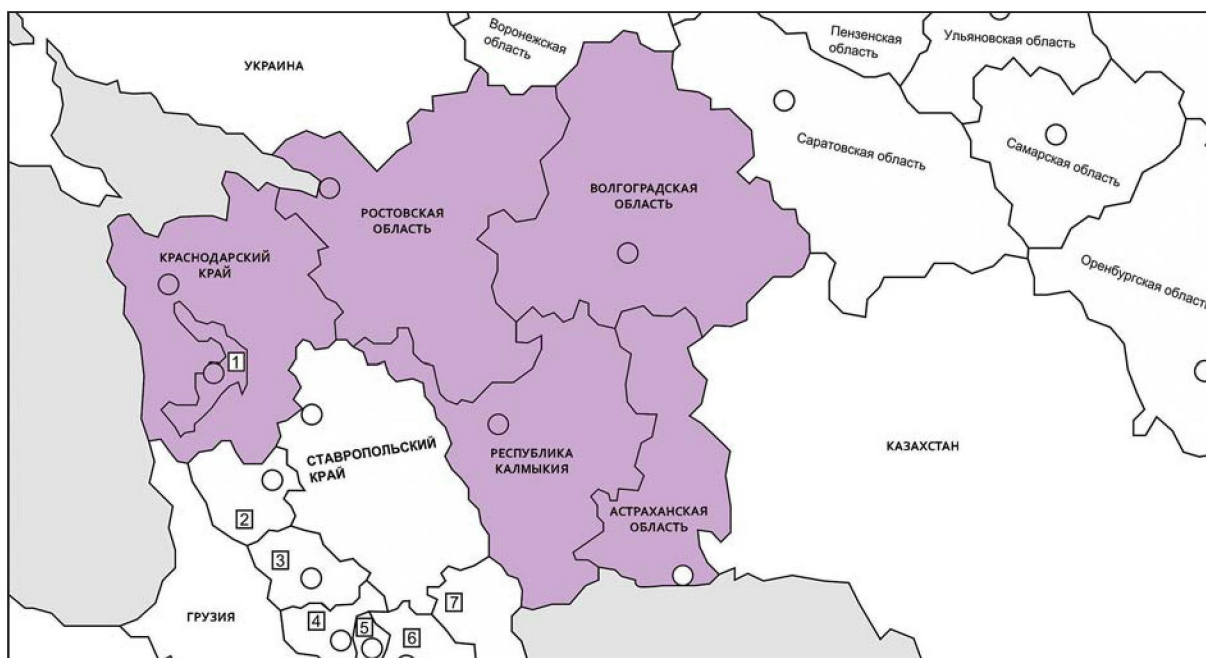 Воронежская
область
Пензенская
область
Ульяновская область
УКРАИНА
Саратовская область
Самарская область
ВОЛГОГРАДСКАЯ
ОБЛАСТЬ
РОСТОВСКАЯ
ОБЛАСТЬ
КРАСНОДАРСКИЙ
КРАЙ
Оренбургская область
1
СТАВРОПОЛЬСКИЙ
КРАЙ
РЕСПУБЛИКА
КАЛМЫКИЯ
КАЗАХСТАН
АСТРАХАНСКАЯ
ОБЛАСТЬ
2
3
ГРУЗИЯ
4
5
6
7